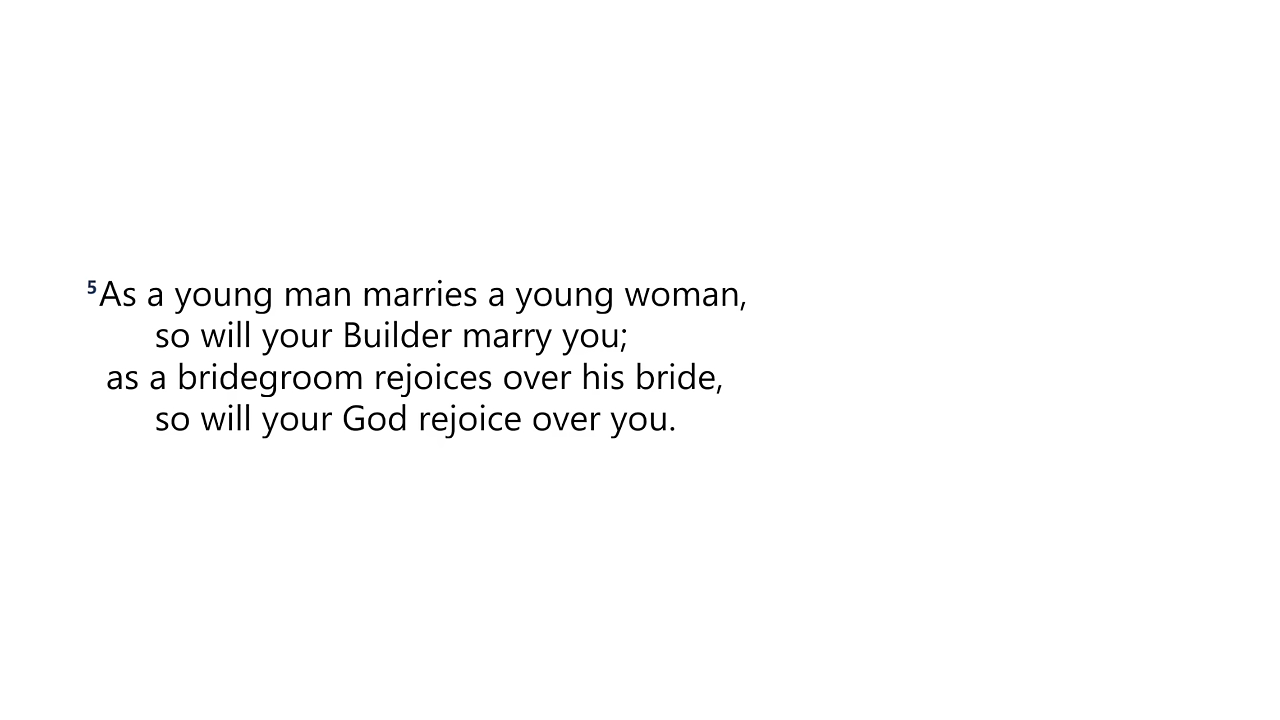 ⁵As a young man marries a young woman,
so will your Builder marry you;
as a bridegroom rejoices over his bride,
so will your God rejoice over you.